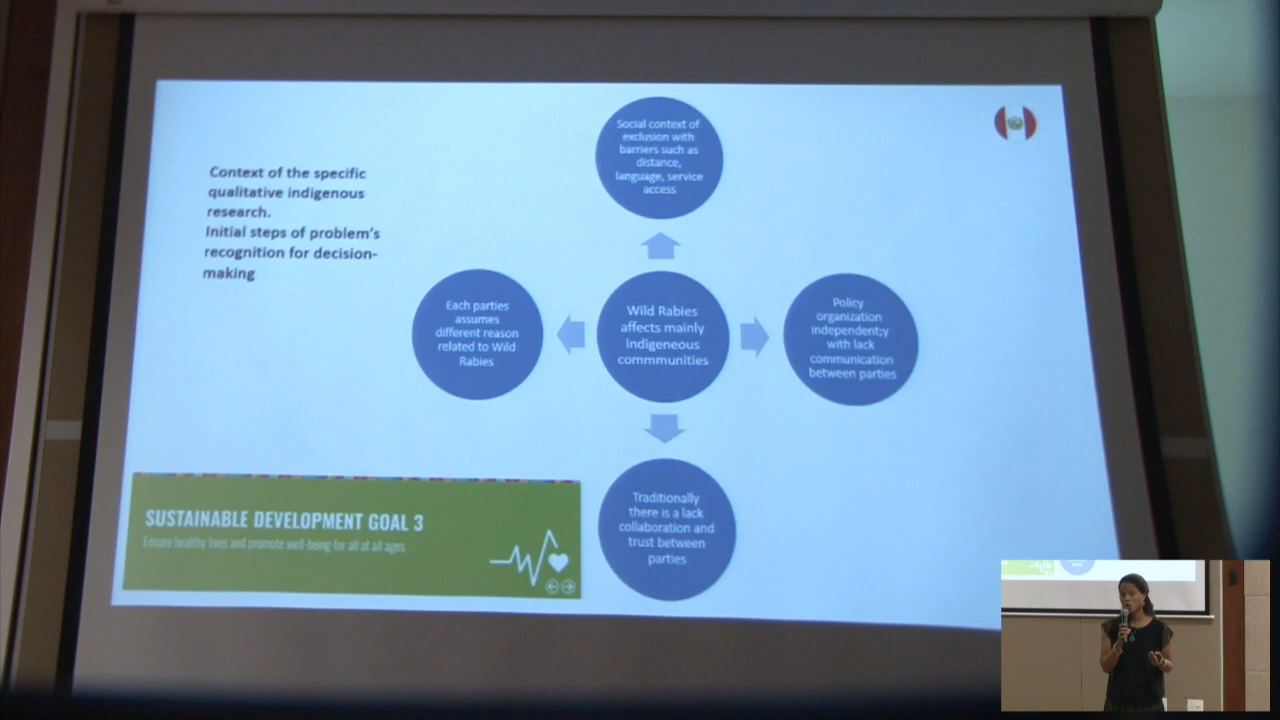 Context of the specific
qualitative indigenous
research.
Initial steps of problem's
recognition for decision-
making
Social context of
exclusion with
barriers such as
distance,
language, service
access
Each parties
assumes
different reason
related to Wild
Rabies
Wild Rabies
affects mainly
indigeneous
commmunities
Policy
organization
independent;y
with lack
communication
between parties
Traditionally
there is a lack
collaboration and
trust between
parties
SUSTAINABLE DEVELOPMENT GOAL 3
Ensure healthy lives and promote well-being for all at all ages